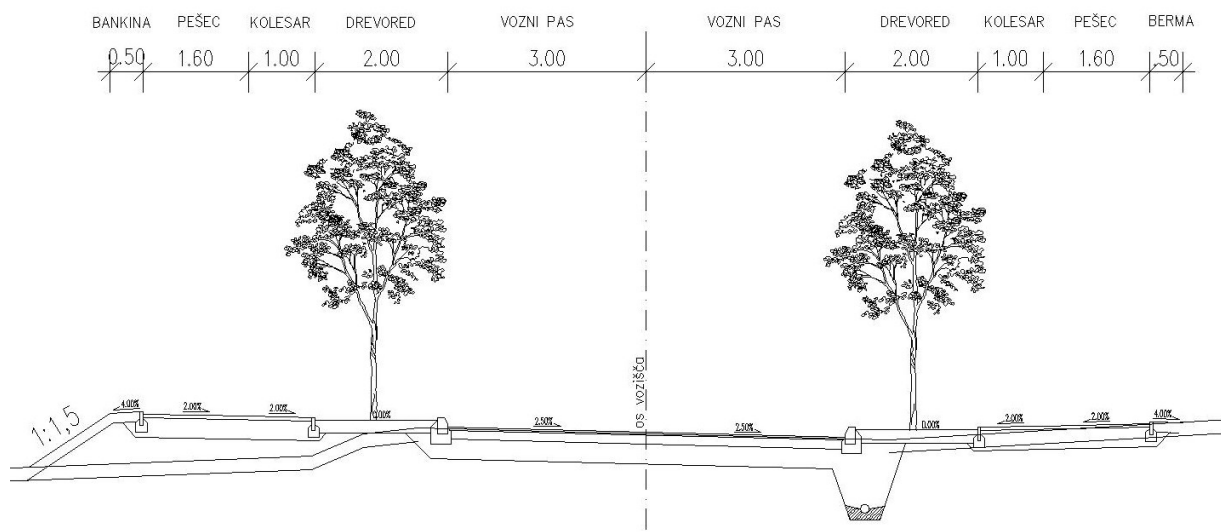 BANKINA PEŠEC KOLESAR DREVORED VOZNI PAS VOZNI PAS DREVORED KOLESAR PEŠEC BERMA
0.50 1.60 1.00 2.00 3.00 3.00 2.00 1.00 1.60 .50
os vozišča
1:1,5
4.00% 2.00% 2.00% 0.00% 2.50% 2.50% 0.00% 2.00% 2.00% 4.00%